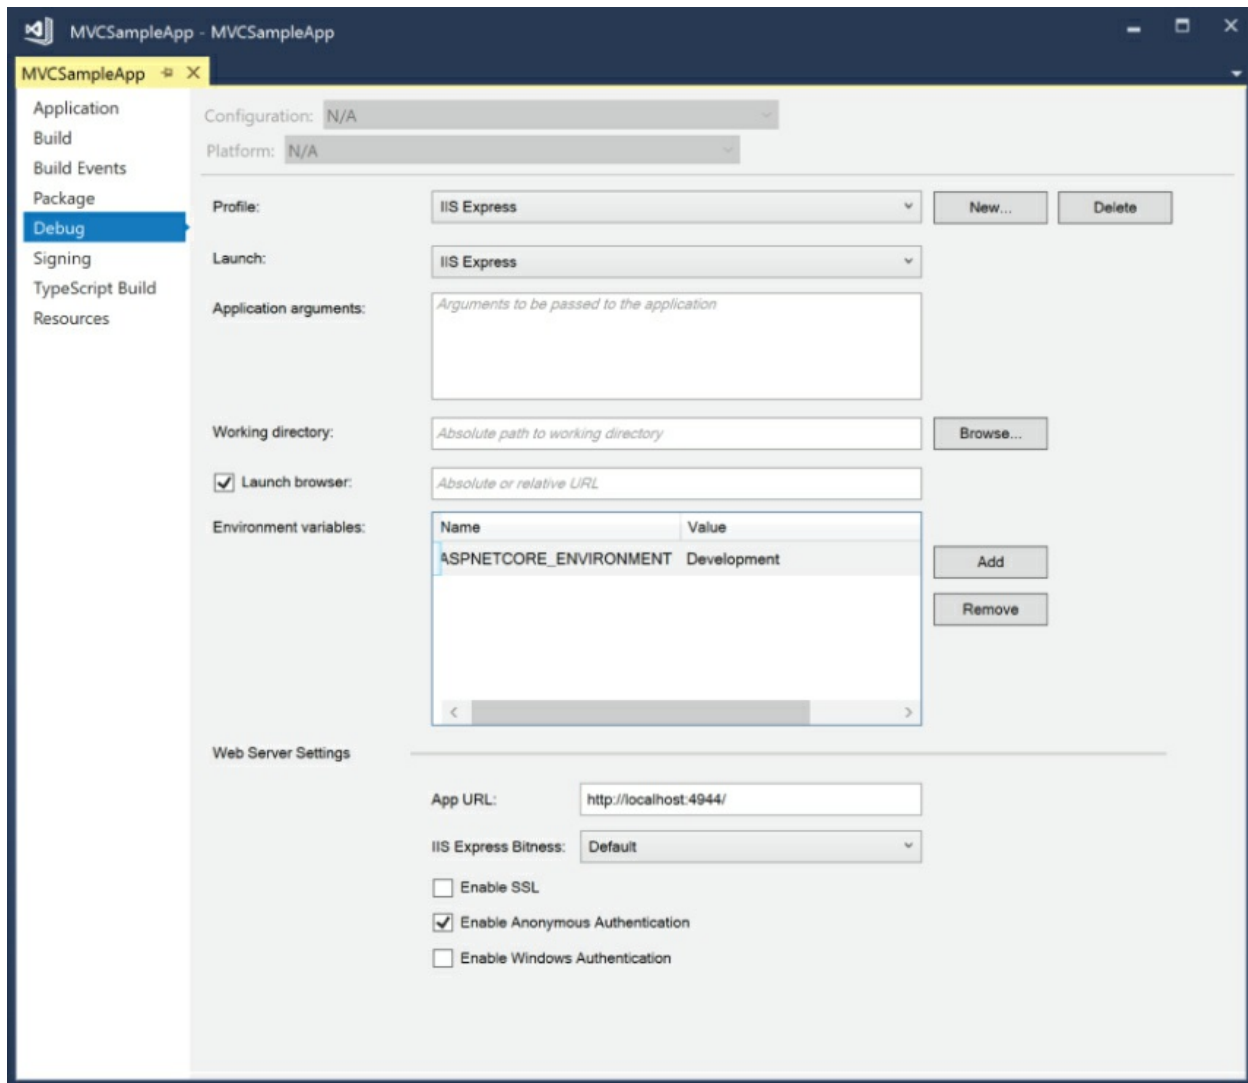 MVCSampleApp - MVCSampleApp
MVCSampleApp
Application
Build
Build Events
Package
Debug
Signing
TypeScript Build
Resources
Configuration: N/A
Platform: N/A
Profile: IIS Express New... Delete
Launch: IIS Express
Application arguments: Arguments to be passed to the application
Working directory: Absolute path to working directory Browse...
Launch browser: Absolute or relative URL
Environment variables: Name Value
ASPNETCORE_ENVIRONMENT Development
Add
Remove
Web Server Settings
App URL: http://localhost:4944/
IIS Express Bitness: Default
Enable SSL
Enable Anonymous Authentication
Enable Windows Authentication